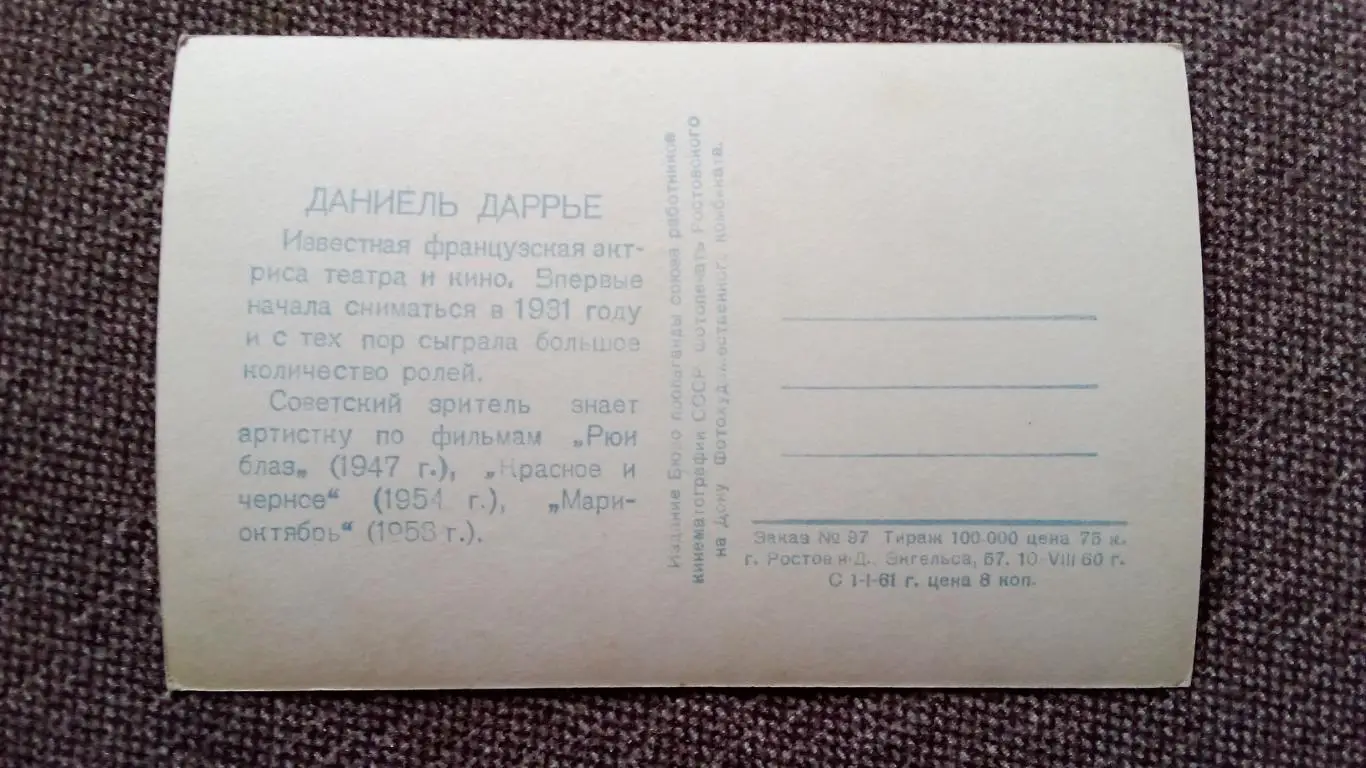 ДАНИЕЛЬ ДАРРЬЕ
Известная французская акт-
риса театра и кино. Впервые
начала сниматься в 1931 году
и с тех пор сыграла большое
количество ролей.
Советский зритель знает
артистку по фильмам „Рюи
блаз„ (1947 г.), „Красное и
черное“ (1954 г.), „Мари-
октябрь“ (1958 г.).
Издание Бюро пропаганды союза работников
кинематографии СССР. Фотопечать Ростовского
на Дону Фотохудожественного комбината.
Заказ № 97 Тираж 100 000 цена 75 к.
г. Ростов н-Д., Энгельса, 57. 10-VIII 60 г.
С 1-I-61 г. цена 8 коп.